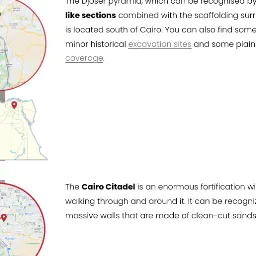 The Djoser pyramid, which can be recognised by
like sections combined with the scaffolding surr
is located south of Cairo. You can also find some
minor historical excavation sites and some plain
coverage.
The Cairo Citadel is an enormous fortification wi
walking through and around it. It can be recogni
massive walls that are made of clean-cut sands